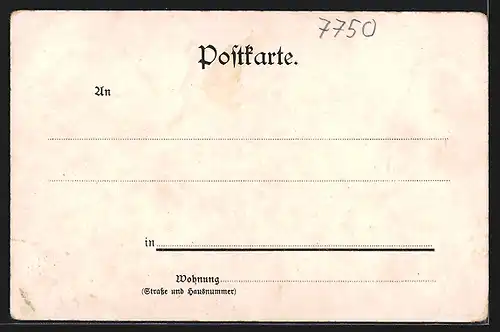 7750
Poſtkarte.
An
in
Wohnung
(Straße und Hausnummer)